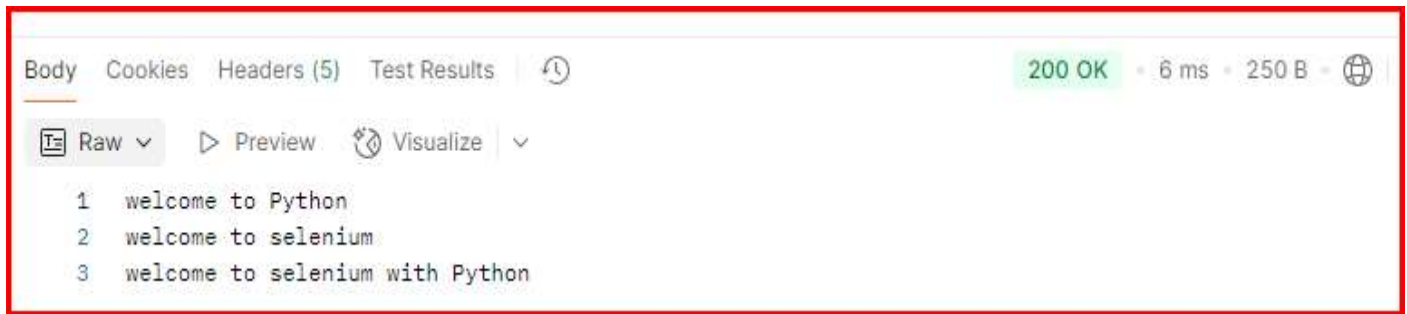 Body Cookies Headers (5) Test Results 200 OK • 6 ms • 250 B •
Raw Preview Visualize
1 welcome to Python
2 welcome to selenium
3 welcome to selenium with Python